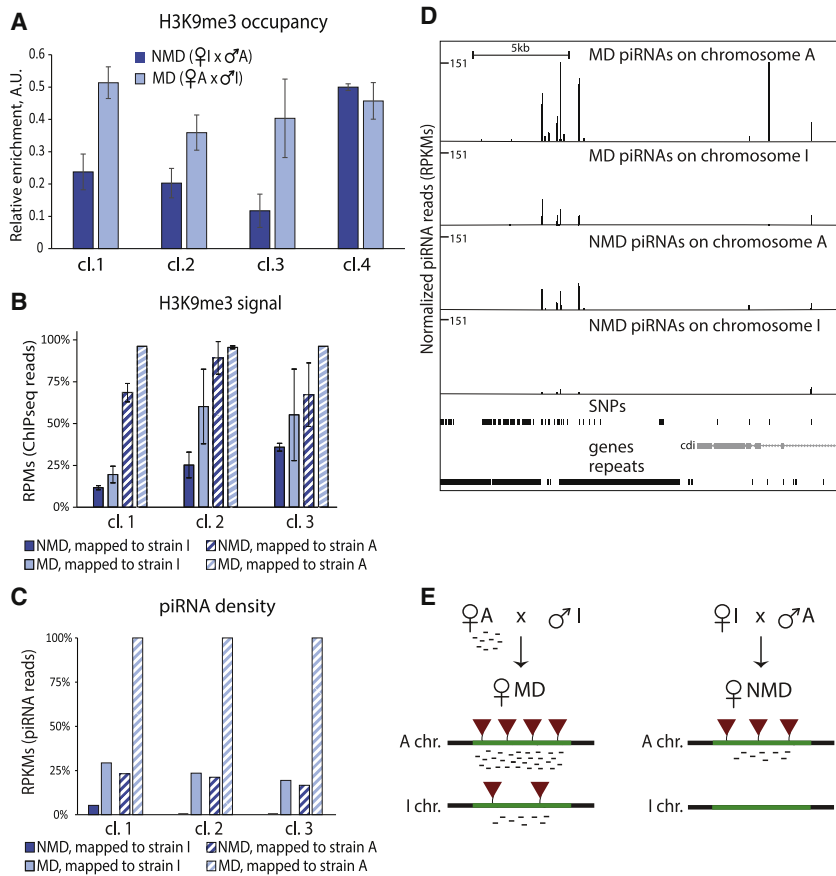 A
H3K9me3 occupancy
Relative enrichment, A.U.
0.6
0.5
0.4
0.3
0.2
0.1
0
NMD (♀I x ♂A)
MD (♀A x ♂I)
cl.1 cl.2 cl.3 cl.4
B
H3K9me3 signal
RPMs (ChIPseq reads)
100%
75%
50%
25%
0%
cl. 1 cl. 2 cl. 3
NMD, mapped to strain I NMD, mapped to strain A
MD, mapped to strain I MD, mapped to strain A
C
piRNA density
RPKMs (piRNA reads)
100%
75%
50%
25%
0%
cl. 1 cl. 2 cl. 3
NMD, mapped to strain I NMD, mapped to strain A
MD, mapped to strain I MD, mapped to strain A
D
Normalized piRNA reads (RPKMs)
MD piRNAs on chromosome A
5kb
151
MD piRNAs on chromosome I
151
NMD piRNAs on chromosome A
151
NMD piRNAs on chromosome I
151
SNPs
cdi
genes
repeats
E
♀A x ♂I
♀MD
A chr.
I chr.
♀I x ♂A
♀NMD
A chr.
I chr.